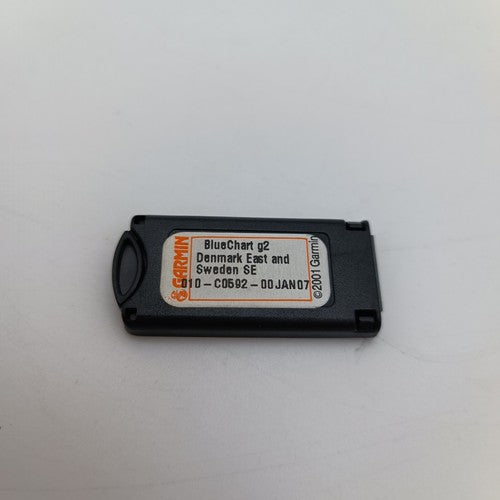 GARMIN
BlueChart g2
Denmark East and
Sweden SE
010-C0592-00JAN07
©2001 Garmin